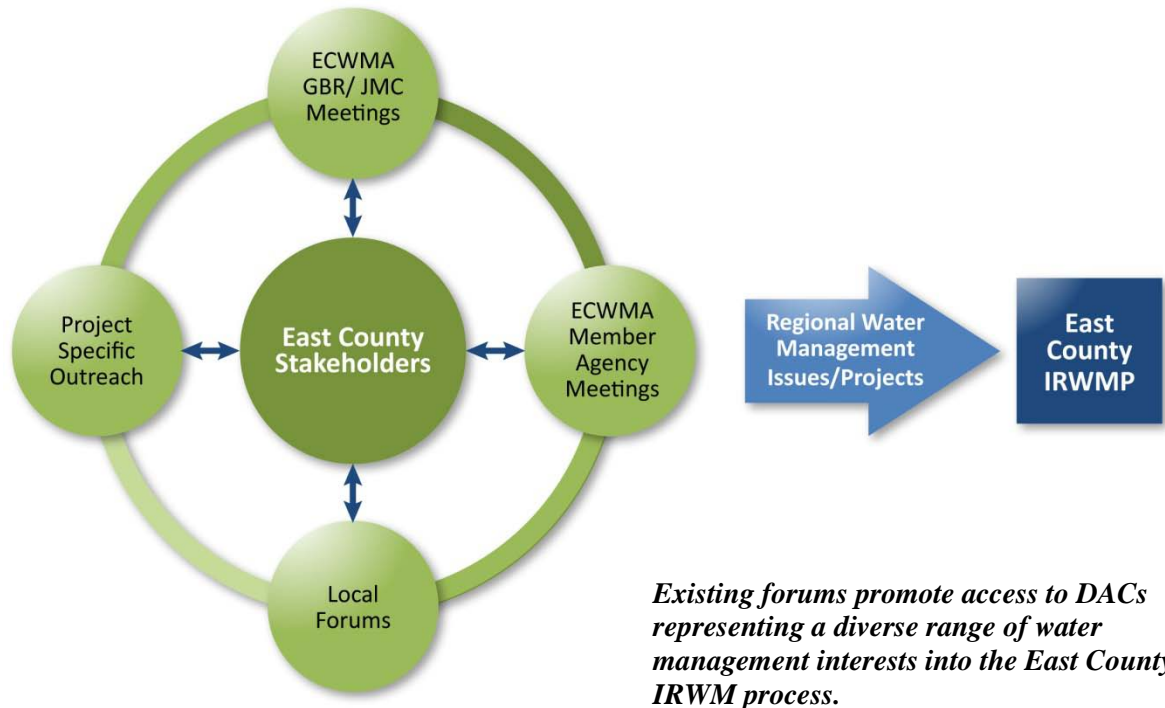 ECWMA
GBR/ JMC
Meetings
Project
Specific
Outreach
East County
Stakeholders
ECWMA
Member
Agency
Meetings
Local
Forums
Regional Water
Management
Issues/Projects
East
County
IRWMP
Existing forums promote access to DACs
representing a diverse range of water
management interests into the East County
IRWM process.